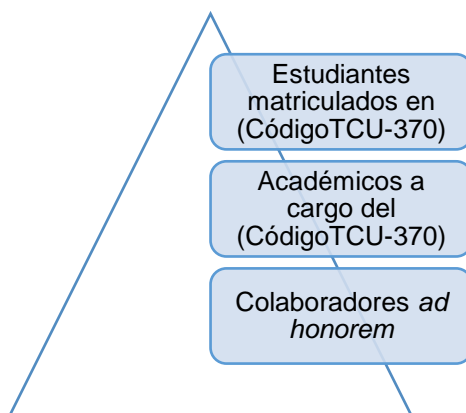 Estudiantes
matriculados en
(CódigoTCU-370)
Académicos a
cargo del
(CódigoTCU-370)
Colaboradores ad
honorem